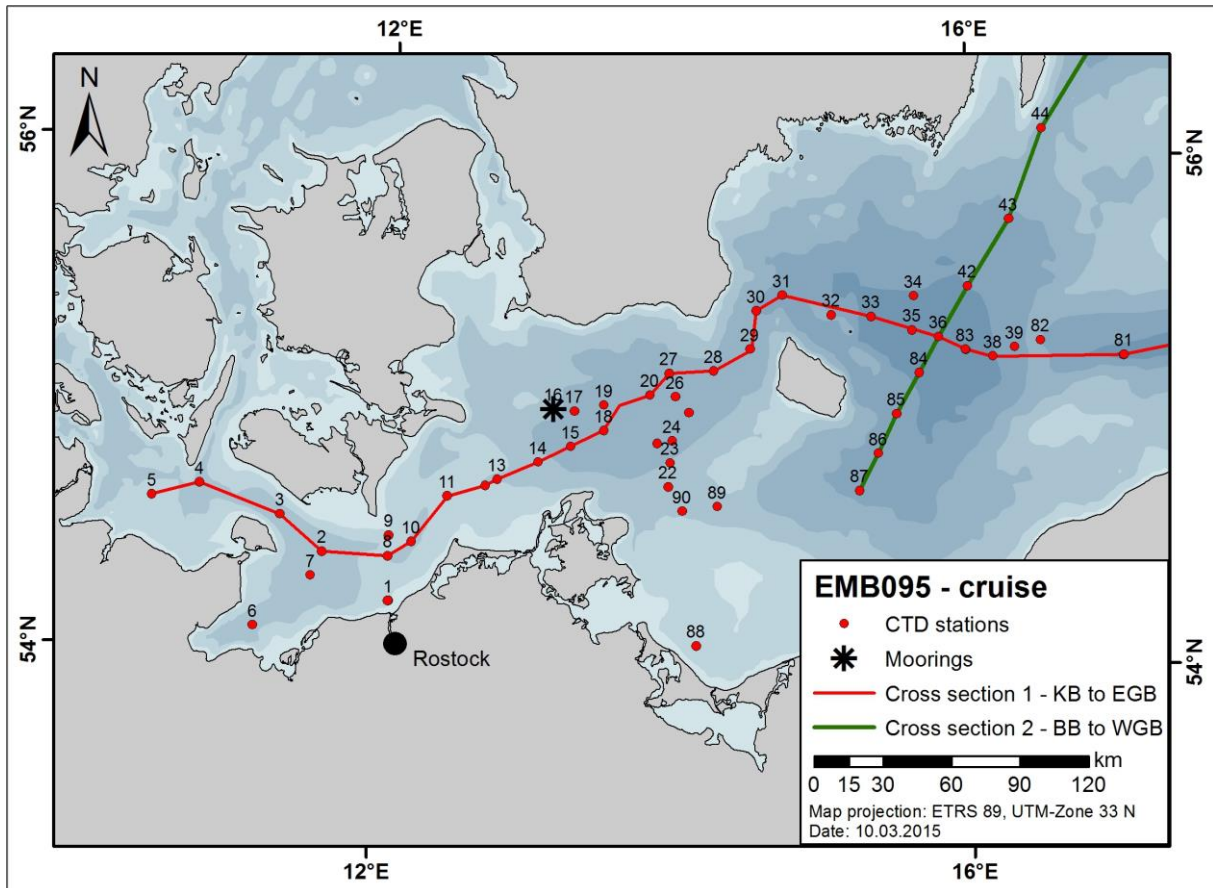 12°E
16°E
N
56°N
56°N
44
43
42
34
31
30
32
33
35
36
83
38
39
82
81
29
28
27
84
20
26
16
17
19
18
85
24
15
14
23
86
13
22
87
11
90
89
5
4
3
9
10
2
8
7
1
6
88
Rostock
54°N
54°N
EMB095 - cruise
CTD stations
Moorings
Cross section 1 - KB to EGB
Cross section 2 - BB to WGB
km
0 15 30 60 90 120
Map projection: ETRS 89, UTM-Zone 33 N
Date: 10.03.2015
12°E
16°E